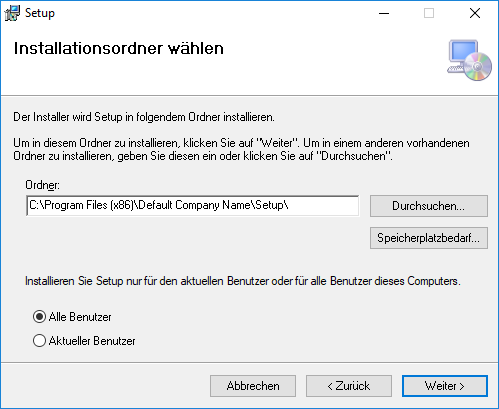 Setup
Installationsordner wählen
Der Installer wird Setup in folgendem Ordner installieren.
Um in diesem Ordner zu installieren, klicken Sie auf "Weiter". Um in einem anderen vorhandenen
Ordner zu installieren, geben Sie diesen ein oder klicken Sie auf "Durchsuchen".
Ordner:
C:\Program Files (x86)\Default Company Name\Setup\
Durchsuchen...
Speicherplatzbedarf...
Installieren Sie Setup nur für den aktuellen Benutzer oder für alle Benutzer dieses Computers.
Alle Benutzer
Aktueller Benutzer
Abbrechen
< Zurück
Weiter >